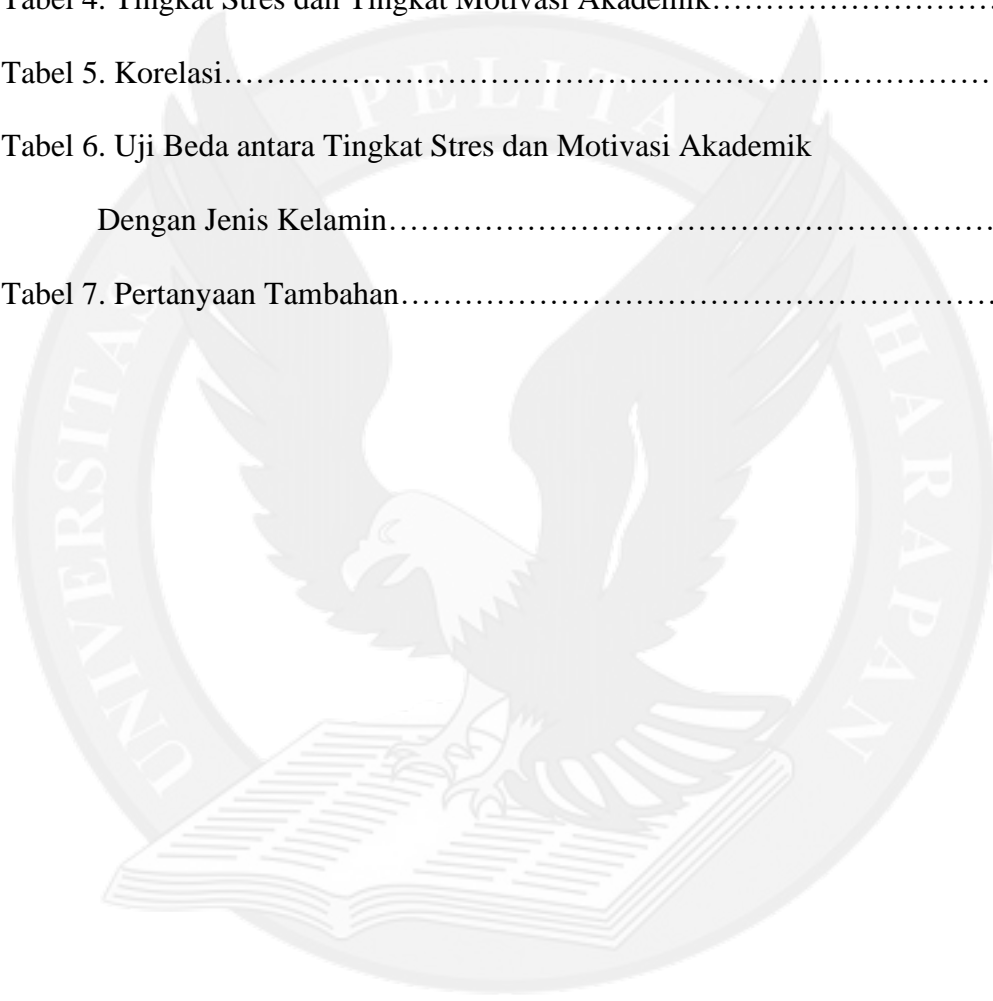 Tabel 4. Tingkat Stres dan Tingkat Motivasi Akademik……………………….
Tabel 5. Korelasi…………………………………………………………………
Tabel 6. Uji Beda antara Tingkat Stres dan Motivasi Akademik
Dengan Jenis Kelamin……………………………………………………
Tabel 7. Pertanyaan Tambahan…………………………………………………
UNIVERSITAS PELITA HARAPAN